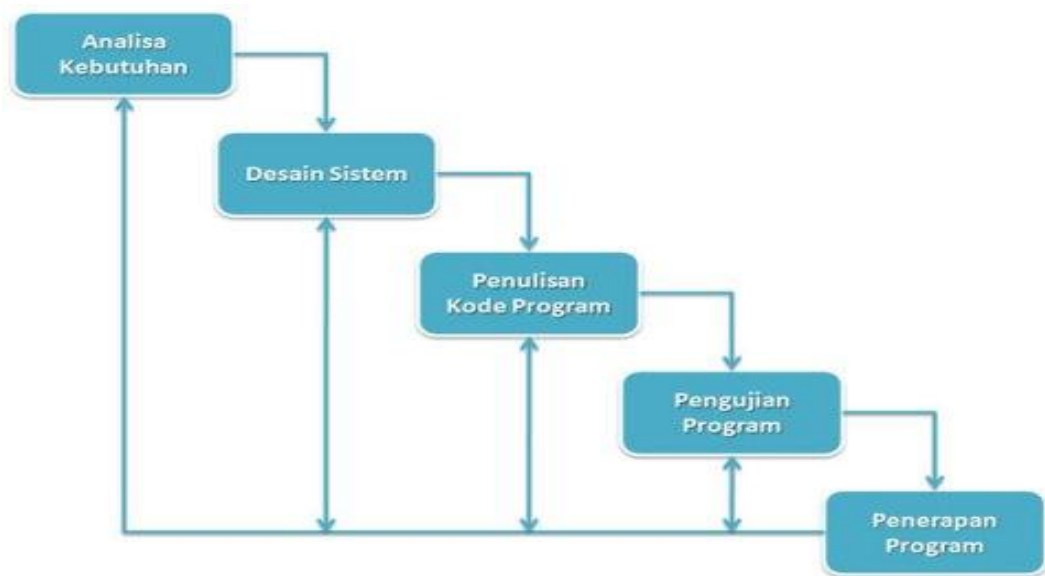 Analisa
Kebutuhan
Desain Sistem
Penulisan
Kode Program
Pengujian
Program
Penerapan
Program